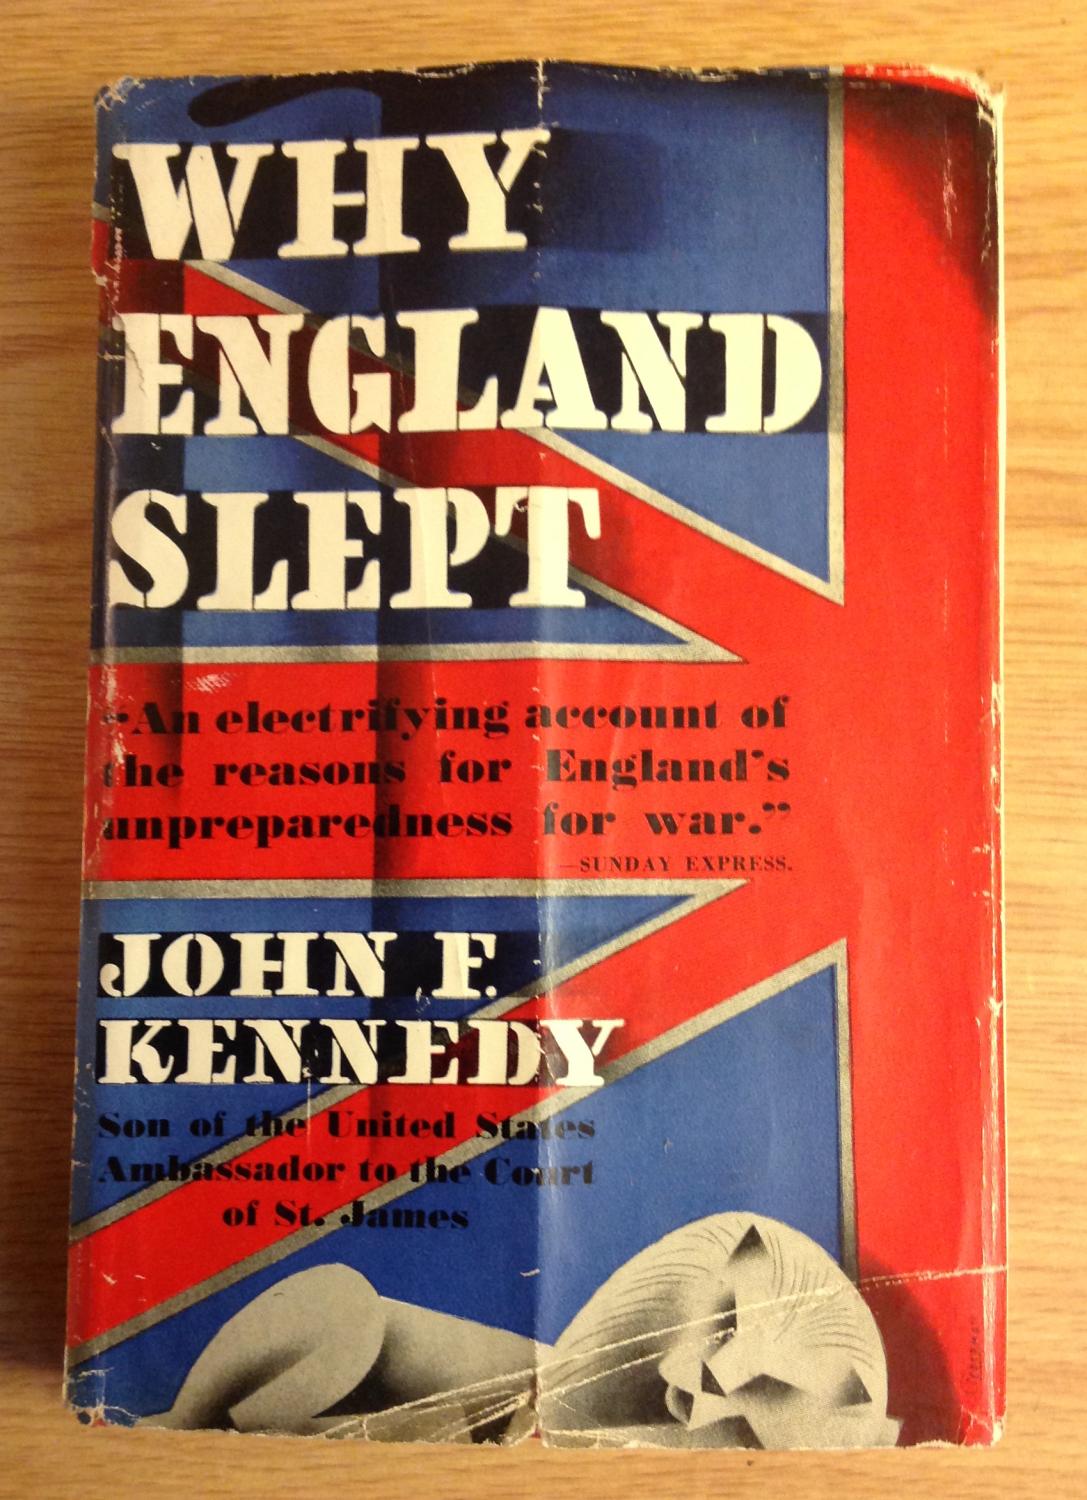 WHY
ENGLAND
SLEPT
“An electrifying account of
the reasons for England's
unpreparedness for war.”
—SUNDAY EXPRESS.
JOHN F.
KENNEDY
Son of the United States
Ambassador to the Court
of St. James